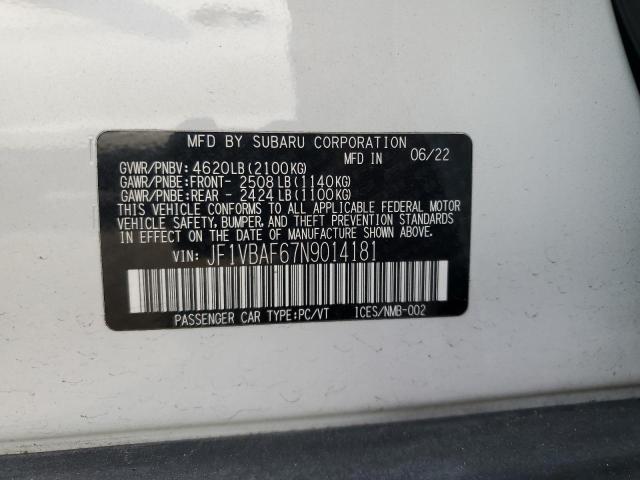 MFD BY SUBARU CORPORATION
MFD IN 06/22
GVWR/PNBV: 4620LB(2100KG)
GAWR/PNBE:FRONT- 2508LB(1140KG)
GAWR/PNBE:REAR - 2424LB(1100KG)
THIS VEHICLE CONFORMS TO ALL APPLICABLE FEDERAL MOTOR
VEHICLE SAFETY, BUMPER, AND THEFT PREVENTION STANDARDS
IN EFFECT ON THE DATE OF MANUFACTURE SHOWN ABOVE.
VIN: JF1VBAF67N9014181
PASSENGER CAR TYPE:PC/VT ICES/NMB-002